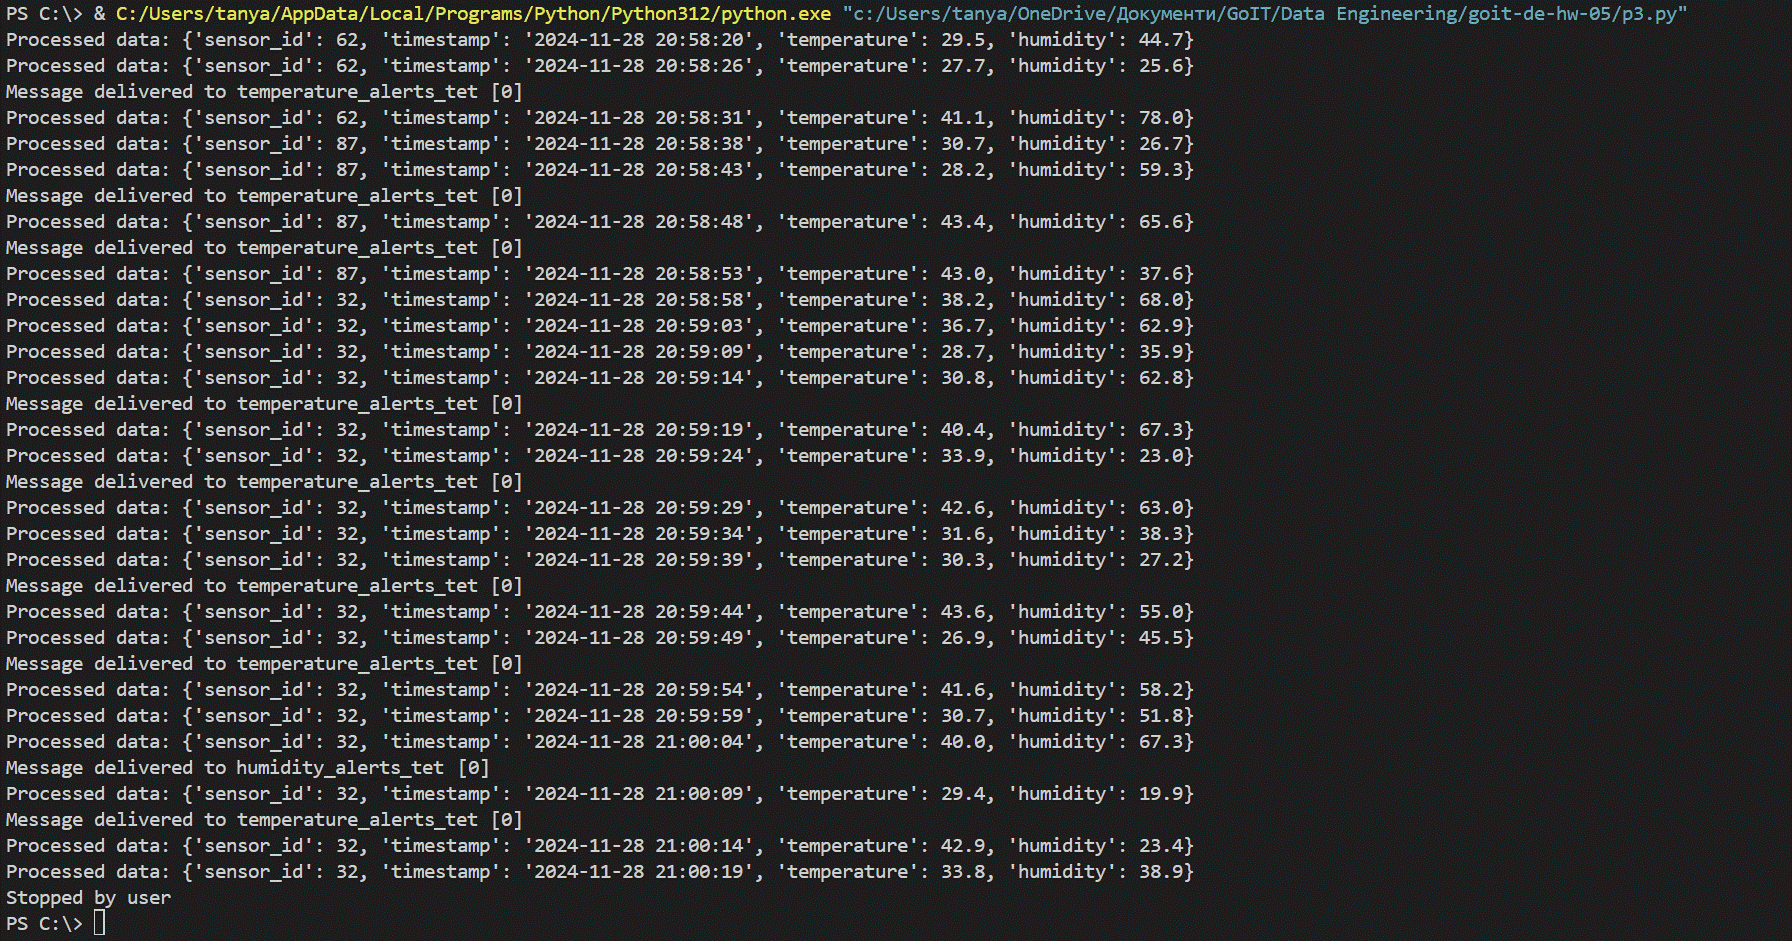 PS C:\> & C:/Users/tanya/AppData/Local/Programs/Python/Python312/python.exe "c:/Users/tanya/OneDrive/Документи/GoIT/Data Engineering/goit-de-hw-05/p3.py"
Processed data: {'sensor_id': 62, 'timestamp': '2024-11-28 20:58:20', 'temperature': 29.5, 'humidity': 44.7}
Processed data: {'sensor_id': 62, 'timestamp': '2024-11-28 20:58:26', 'temperature': 27.7, 'humidity': 25.6}
Message delivered to temperature_alerts_tet [0]
Processed data: {'sensor_id': 62, 'timestamp': '2024-11-28 20:58:31', 'temperature': 41.1, 'humidity': 78.0}
Processed data: {'sensor_id': 87, 'timestamp': '2024-11-28 20:58:38', 'temperature': 30.7, 'humidity': 26.7}
Processed data: {'sensor_id': 87, 'timestamp': '2024-11-28 20:58:43', 'temperature': 28.2, 'humidity': 59.3}
Message delivered to temperature_alerts_tet [0]
Processed data: {'sensor_id': 87, 'timestamp': '2024-11-28 20:58:48', 'temperature': 43.4, 'humidity': 65.6}
Message delivered to temperature_alerts_tet [0]
Processed data: {'sensor_id': 87, 'timestamp': '2024-11-28 20:58:53', 'temperature': 43.0, 'humidity': 37.6}
Processed data: {'sensor_id': 32, 'timestamp': '2024-11-28 20:58:58', 'temperature': 38.2, 'humidity': 68.0}
Processed data: {'sensor_id': 32, 'timestamp': '2024-11-28 20:59:03', 'temperature': 36.7, 'humidity': 62.9}
Processed data: {'sensor_id': 32, 'timestamp': '2024-11-28 20:59:09', 'temperature': 28.7, 'humidity': 35.9}
Processed data: {'sensor_id': 32, 'timestamp': '2024-11-28 20:59:14', 'temperature': 30.8, 'humidity': 62.8}
Message delivered to temperature_alerts_tet [0]
Processed data: {'sensor_id': 32, 'timestamp': '2024-11-28 20:59:19', 'temperature': 40.4, 'humidity': 67.3}
Processed data: {'sensor_id': 32, 'timestamp': '2024-11-28 20:59:24', 'temperature': 33.9, 'humidity': 23.0}
Message delivered to temperature_alerts_tet [0]
Processed data: {'sensor_id': 32, 'timestamp': '2024-11-28 20:59:29', 'temperature': 42.6, 'humidity': 63.0}
Processed data: {'sensor_id': 32, 'timestamp': '2024-11-28 20:59:34', 'temperature': 31.6, 'humidity': 38.3}
Processed data: {'sensor_id': 32, 'timestamp': '2024-11-28 20:59:39', 'temperature': 30.3, 'humidity': 27.2}
Message delivered to temperature_alerts_tet [0]
Processed data: {'sensor_id': 32, 'timestamp': '2024-11-28 20:59:44', 'temperature': 43.6, 'humidity': 55.0}
Processed data: {'sensor_id': 32, 'timestamp': '2024-11-28 20:59:49', 'temperature': 26.9, 'humidity': 45.5}
Message delivered to temperature_alerts_tet [0]
Processed data: {'sensor_id': 32, 'timestamp': '2024-11-28 20:59:54', 'temperature': 41.6, 'humidity': 58.2}
Processed data: {'sensor_id': 32, 'timestamp': '2024-11-28 20:59:59', 'temperature': 30.7, 'humidity': 51.8}
Processed data: {'sensor_id': 32, 'timestamp': '2024-11-28 21:00:04', 'temperature': 40.0, 'humidity': 67.3}
Message delivered to humidity_alerts_tet [0]
Processed data: {'sensor_id': 32, 'timestamp': '2024-11-28 21:00:09', 'temperature': 29.4, 'humidity': 19.9}
Message delivered to temperature_alerts_tet [0]
Processed data: {'sensor_id': 32, 'timestamp': '2024-11-28 21:00:14', 'temperature': 42.9, 'humidity': 23.4}
Processed data: {'sensor_id': 32, 'timestamp': '2024-11-28 21:00:19', 'temperature': 33.8, 'humidity': 38.9}
Stopped by user
PS C:\>